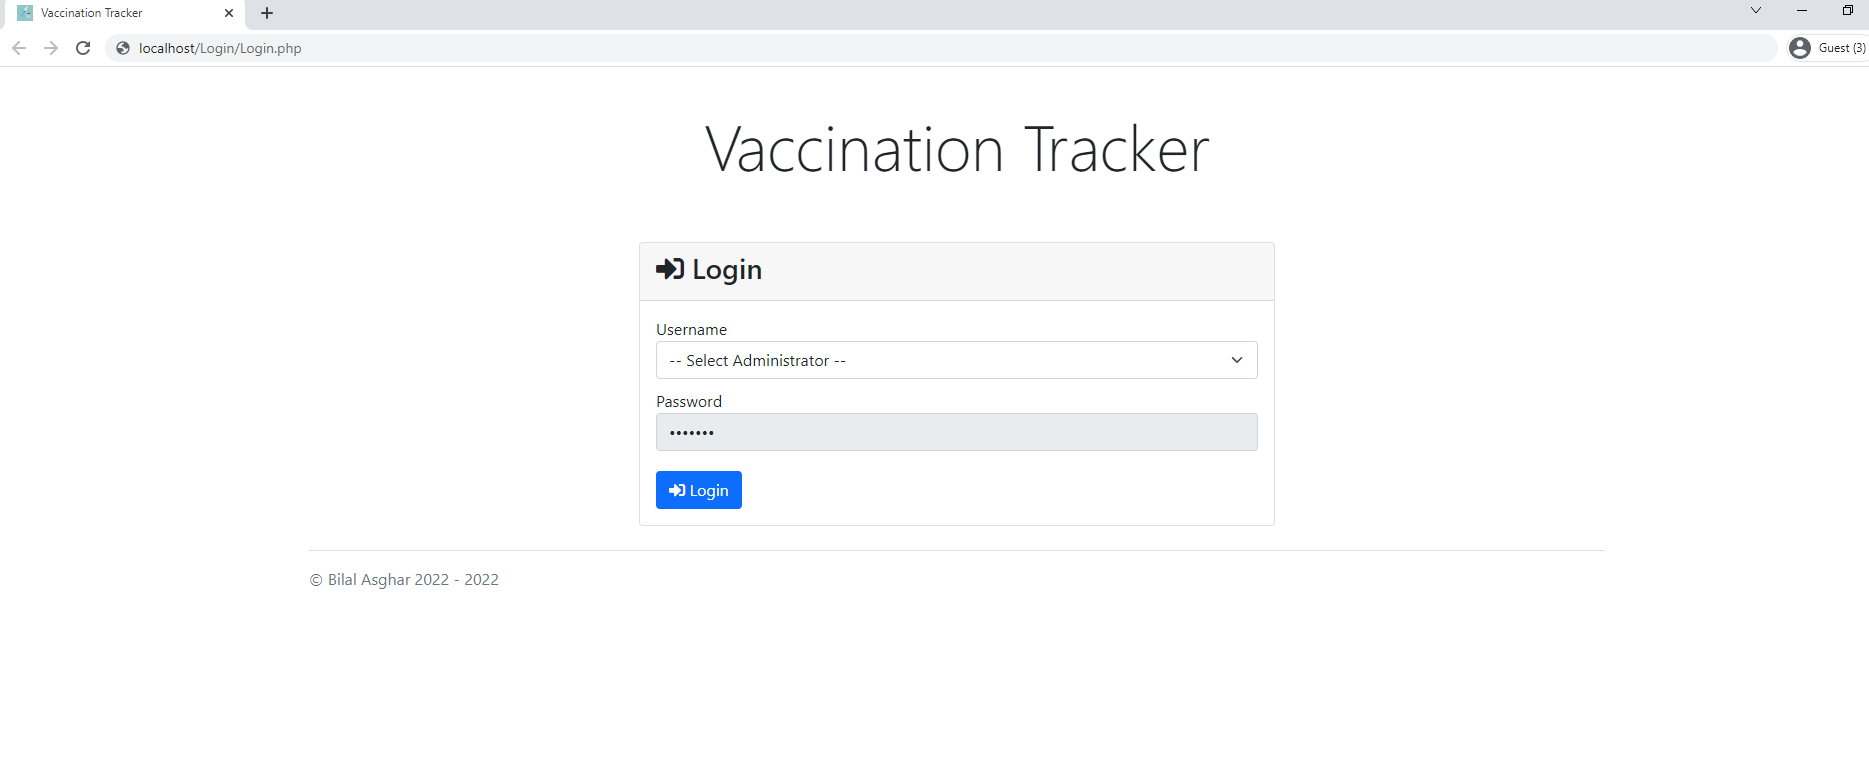 Vaccination Tracker
localhost/Login/Login.php
Guest (3)
Vaccination Tracker
Login
Username
-- Select Administrator --
Password
•••••••
Login
© Bilal Asghar 2022 - 2022